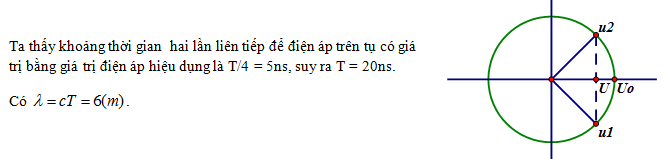 Ta thấy khoảng thời gian hai lần liên tiếp để điện áp trên tụ có giá
trị bằng giá trị điện áp hiệu dụng là T/4 = 5ns, suy ra T = 20ns.
Có λ = cT = 6(m).
u2
U Uo
u1